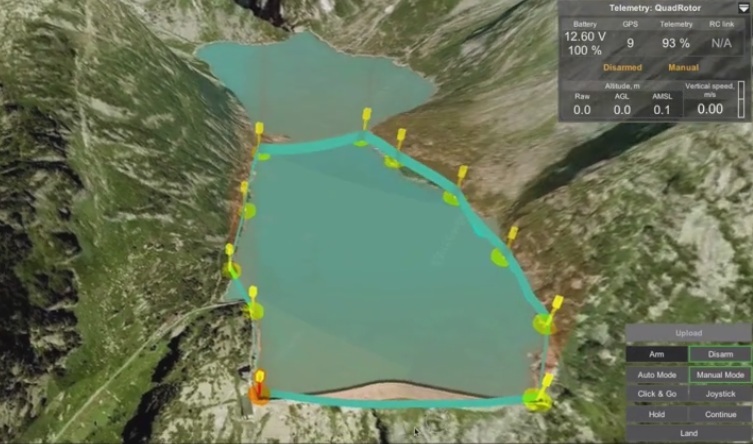 Telemetry: QuadRotor
Battery GPS Telemetry RC link
12.60 V
100 % 9 93 % N/A
Disarmed Manual
Altitude, m Vertical speed,
m/s
Raw AGL AMSL
0.0 0.0 0.1 0.00
Upload
Arm Disarm
Auto Mode Manual Mode
Click & Go Joystick
Hold Continue
Land